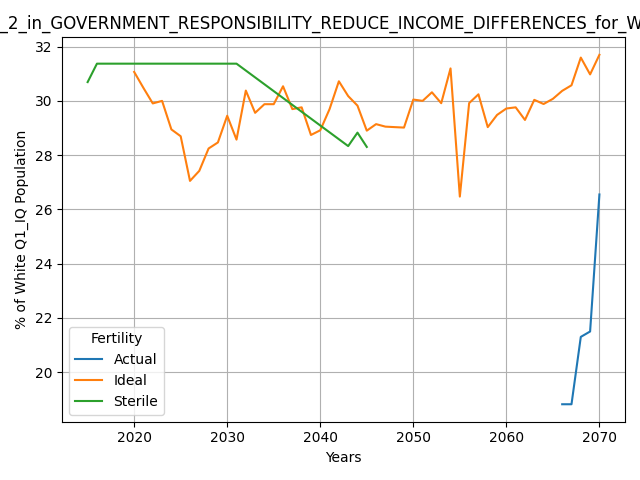 _2_in_GOVERNMENT_RESPONSIBILITY_REDUCE_INCOME_DIFFERENCES_for_W
32
30
28
26
24
22
20
% of White Q1_IQ Population
Fertility
Actual
Ideal
Sterile
2020 2030 2040 2050 2060 2070
Years